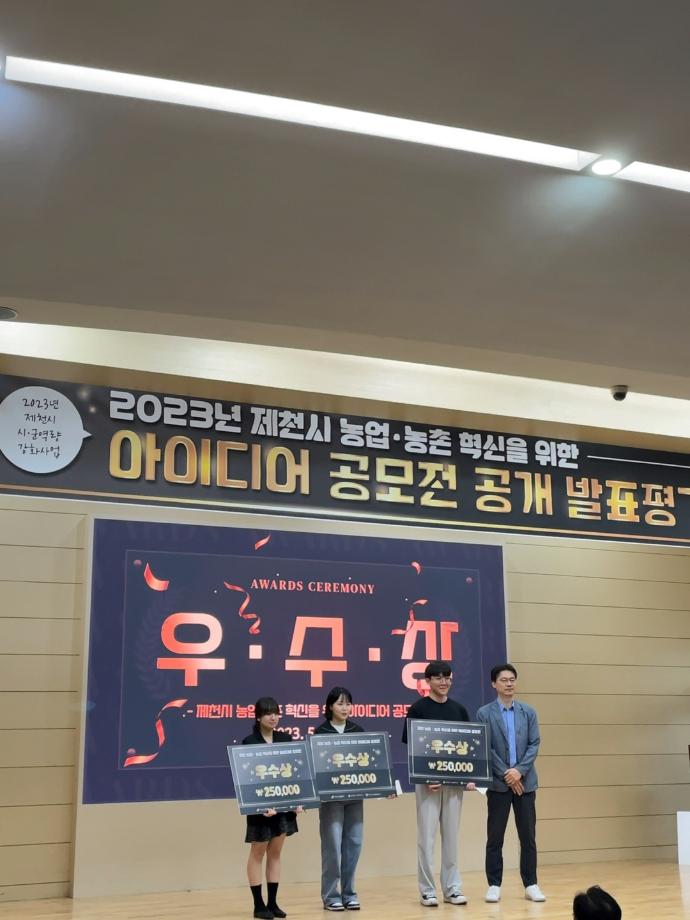 2023년
제천시
시·군역량
강화사업
2023년 제천시 농업·농촌 혁신을 위한
아이디어 공모전 공개 발표평
AWARDS CEREMONY
우·수·상
- 제천시 농업 촌 혁신을 위 아이디어 공모
2023. 5
우수상
₩250,000
우수상
₩250,000
우수상
₩250,000